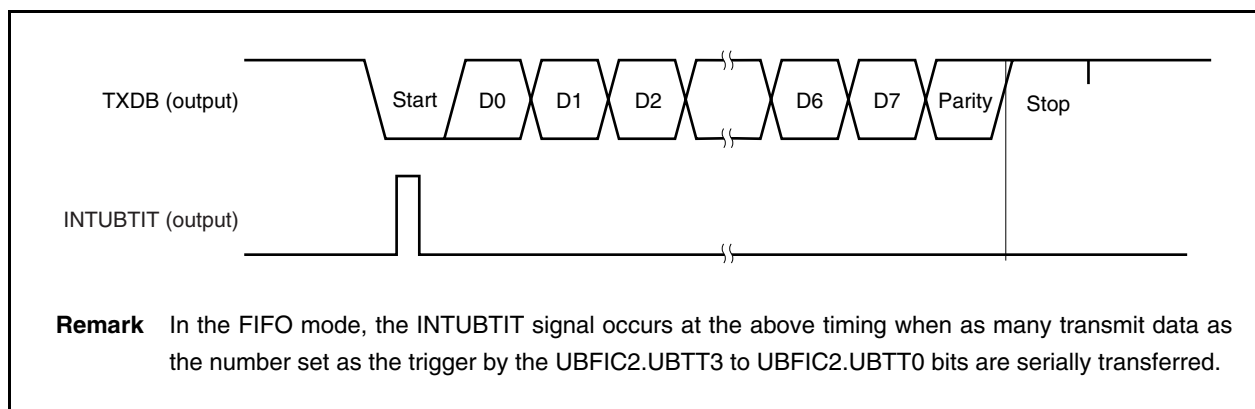 TXDB (output)
Start D0 D1 D2 D6 D7 Parity Stop
INTUBTIT (output)
Remark In the FIFO mode, the INTUBTIT signal occurs at the above timing when as many transmit data as
the number set as the trigger by the UBFIC2.UBTT3 to UBFIC2.UBTT0 bits are serially transferred.